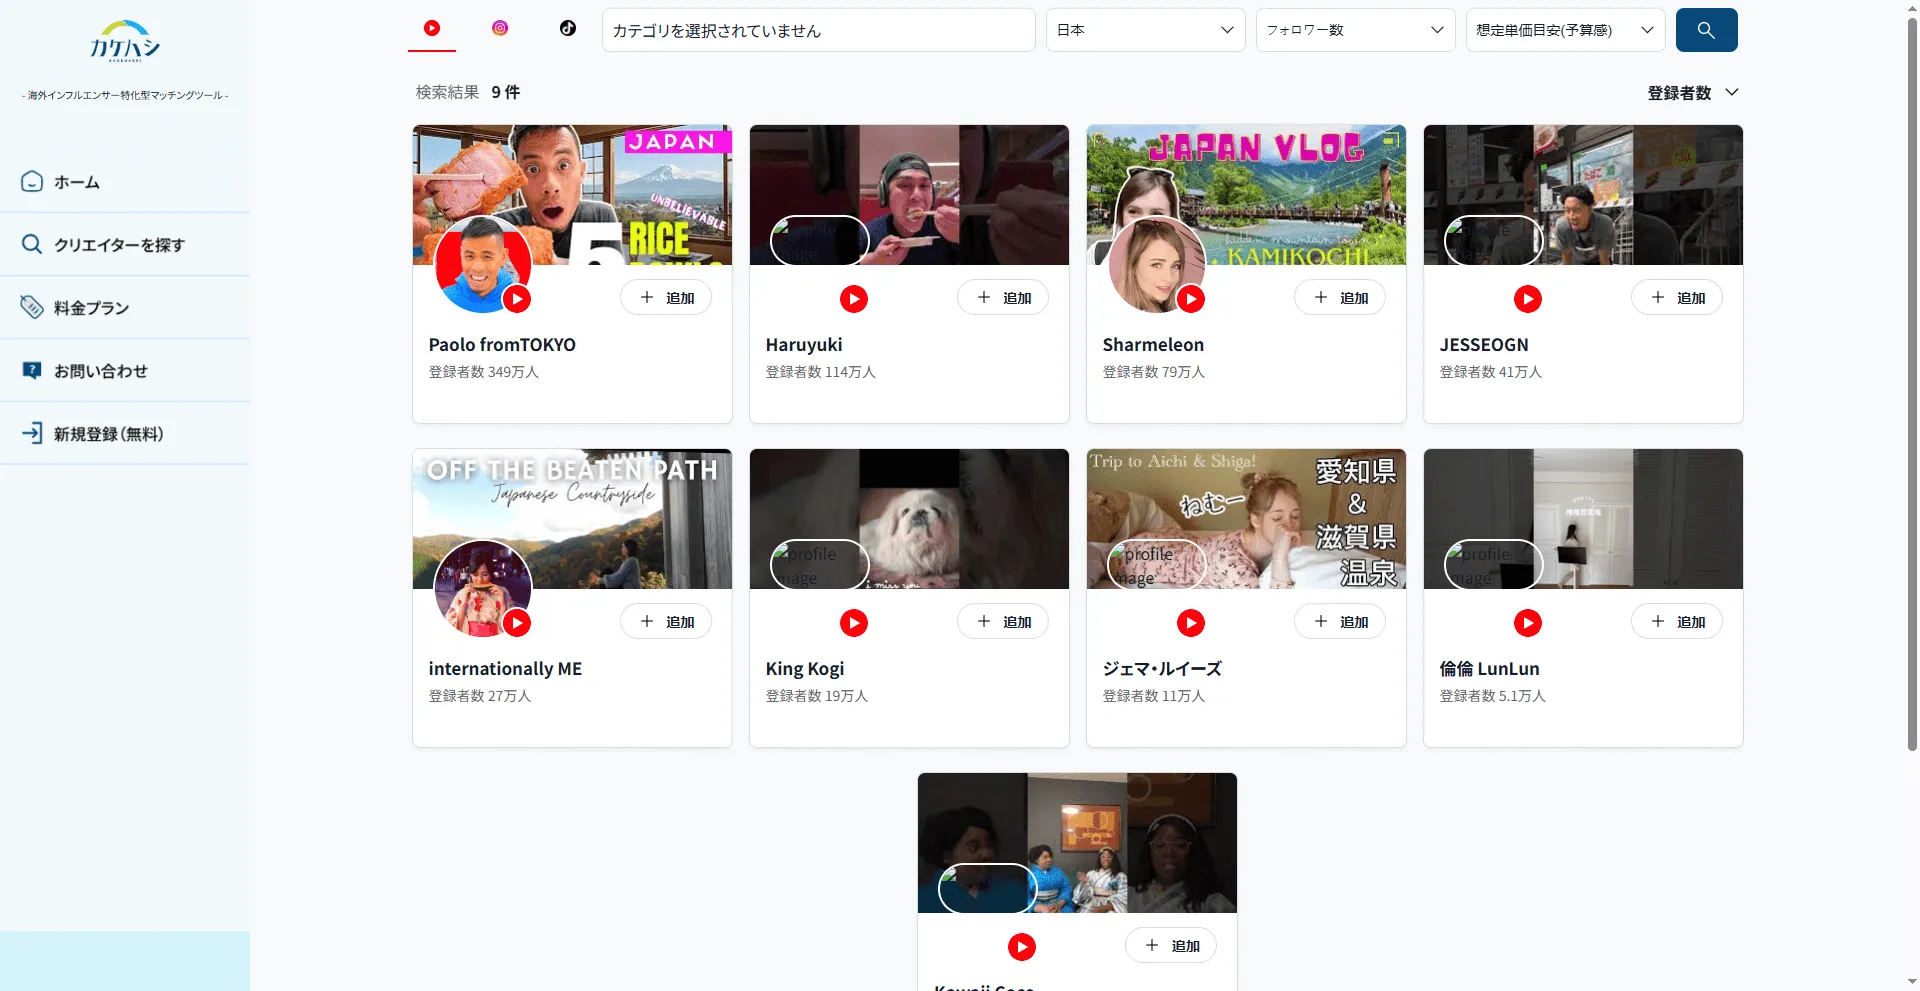 カケハシ
KAKEHASHI
- 海外インフルエンサー特化型マッチングツール -
ホーム
クリエイターを探す
料金プラン
お問い合わせ
新規登録（無料）
カテゴリを選択されていません
日本
フォロワー数
想定単価目安(予算感)
検索結果 9 件
登録者数
JAPAN
UNBELIEVABLE
5 RICE
追加
Paolo fromTOKYO
登録者数 349万人
追加
Haruyuki
登録者数 114万人
JAPAN VLOG
hidden mountain town
KAMIKOCHI
追加
Sharmeleon
登録者数 79万人
たばこ
追加
JESSEOGN
登録者数 41万人
OFF THE BEATEN PATH
Japanese Countryside
追加
internationally ME
登録者数 27万人
profile
mage
i miss you
追加
King Kogi
登録者数 19万人
Trip to Aichi & Shiga!
ねむー
愛知県
&
滋賀県
温泉
profile
mage
追加
ジェマ・ルイーズ
登録者数 11万人
profile
mage
追加
倫倫 LunLun
登録者数 5.1万人
追加
Kawaii Coco